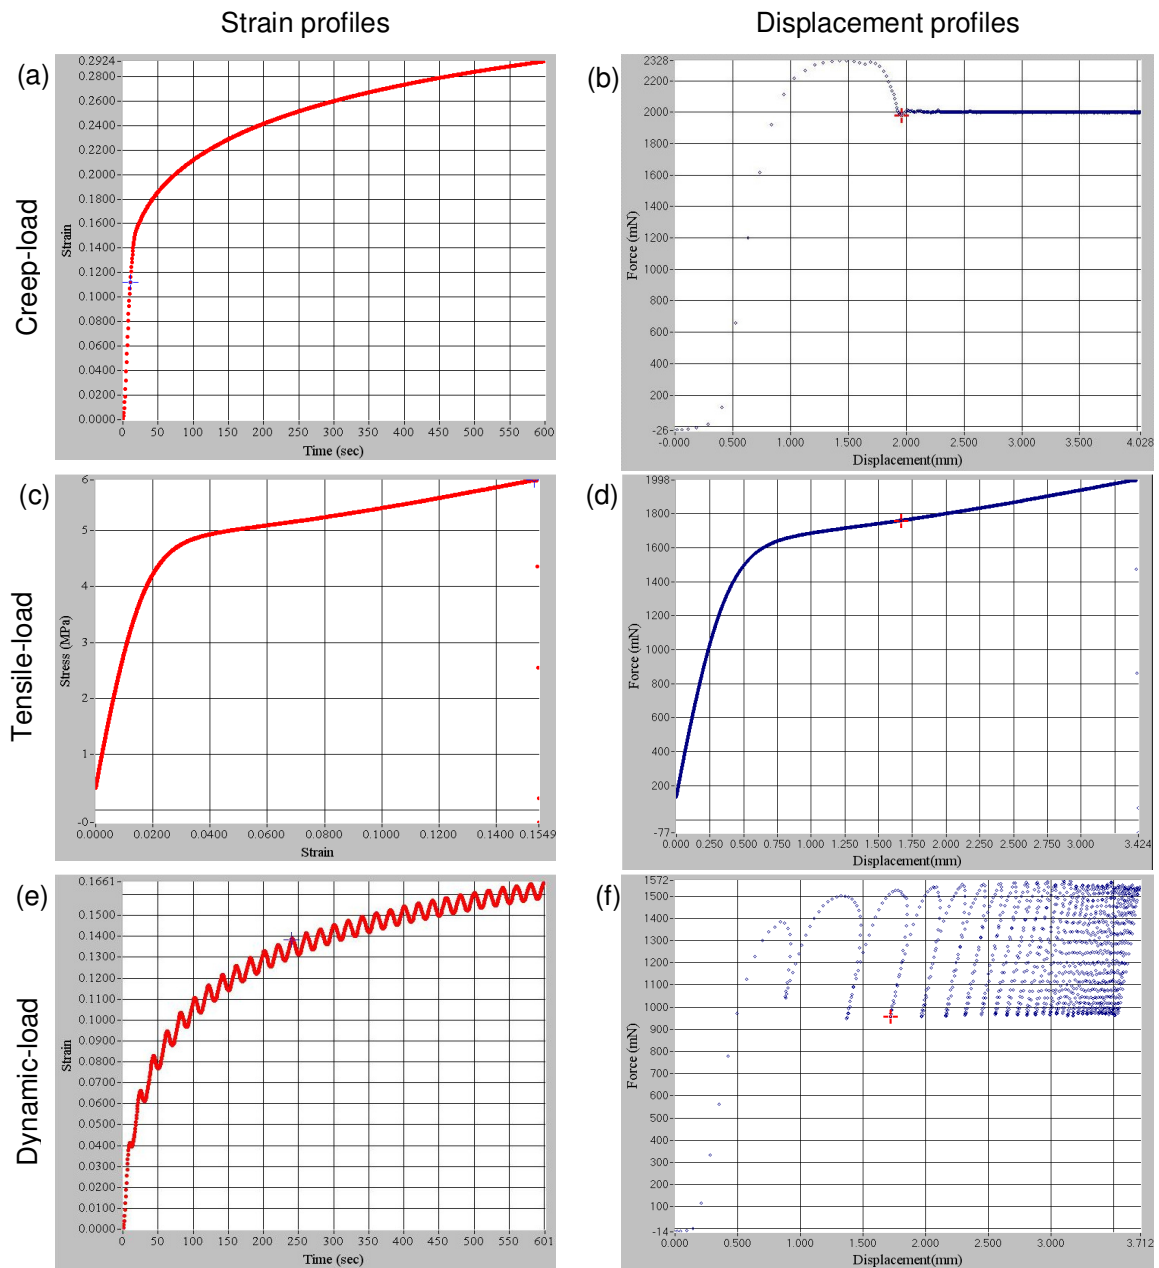 Strain profiles
Displacement profiles
Creep-load
(a)
0.2924
0.2800
0.2600
0.2400
0.2200
0.2000
0.1800
0.1600
0.1400
0.1200
0.1000
0.0800
0.0600
0.0400
0.0200
0.0000
Strain
0 50 100 150 200 250 300 350 400 450 500 550 600
Time (sec)
(b)
2328
2200
2000
1800
1600
1400
1200
1000
800
600
400
200
-26
Force (mN)
-0.000 0.500 1.000 1.500 2.000 2.500 3.000 3.500 4.028
Displacement(mm)
Tensile-load
(c)
6
5
4
3
2
1
-0
Stress (MPa)
0.0000 0.0200 0.0400 0.0600 0.0800 0.1000 0.1200 0.1400 0.1549
Strain
(d)
1998
1800
1600
1400
1200
1000
800
600
400
200
-77
Force (mN)
0.000 0.250 0.500 0.750 1.000 1.250 1.500 1.750 2.000 2.250 2.500 2.750 3.000 3.424
Displacement(mm)
Dynamic-load
(e)
0.1661
0.1500
0.1400
0.1300
0.1200
0.1100
0.1000
0.0900
0.0800
0.0700
0.0600
0.0500
0.0400
0.0300
0.0200
0.0100
0.0000
Strain
0 50 100 150 200 250 300 350 400 450 500 550 601
Time (sec)
(f)
1572
1500
1400
1300
1200
1100
1000
900
800
700
600
500
400
300
200
100
-14
Force (mN)
0.000 0.500 1.000 1.500 2.000 2.500 3.000 3.712
Displacement(mm)